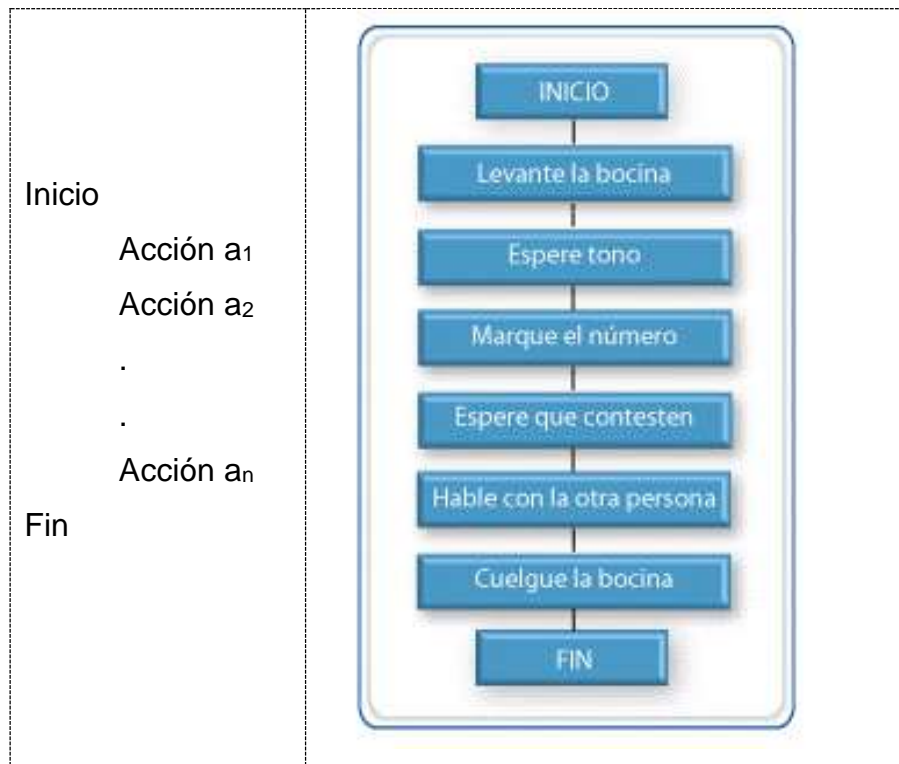 Inicio
Acción a1
Acción a2
.
.
Acción an
Fin
INICIO
Levante la bocina
Espere tono
Marque el número
Espere que contesten
Hable con la otra persona
Cuelgue la bocina
FIN